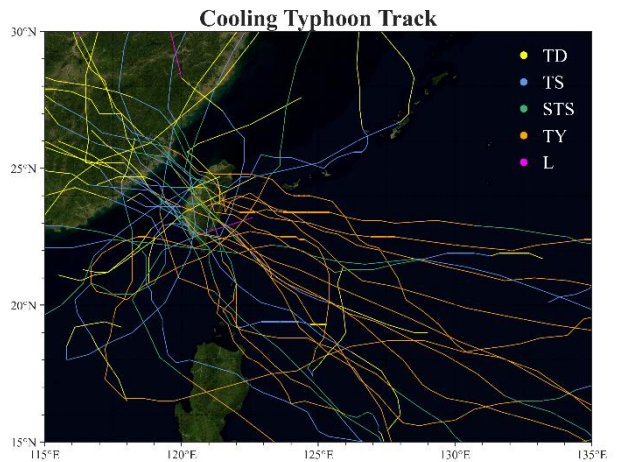 Cooling Typhoon Track
30°N
25°N
20°N
15°N
115°E
120°E
125°E
130°E
135°E
TD
TS
STS
TY
L